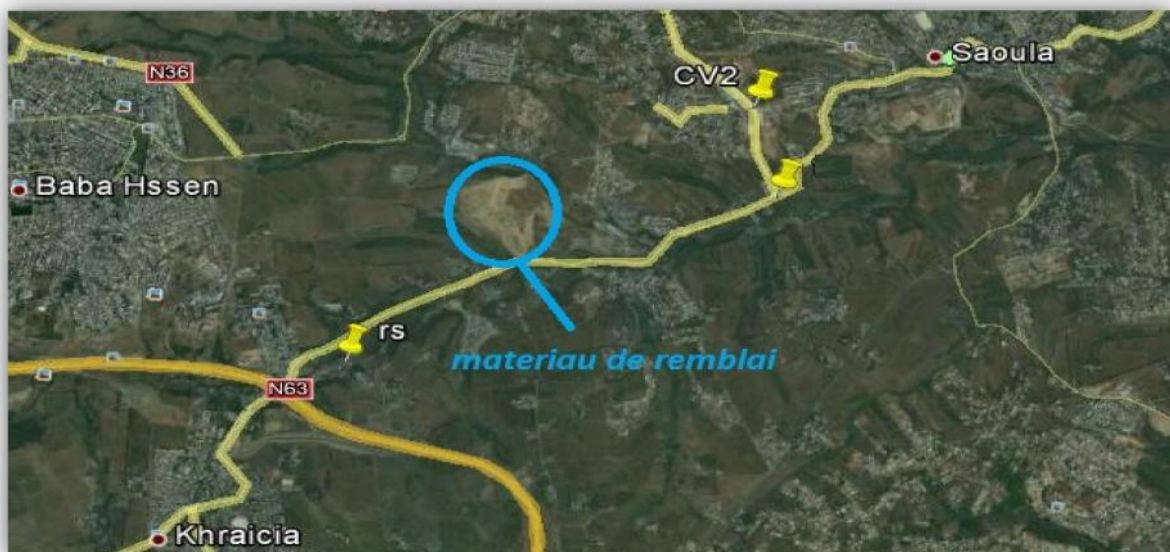 N36
Saoula
CV2
Baba Hssen
rs
materiau de remblai
N63
Khraicia